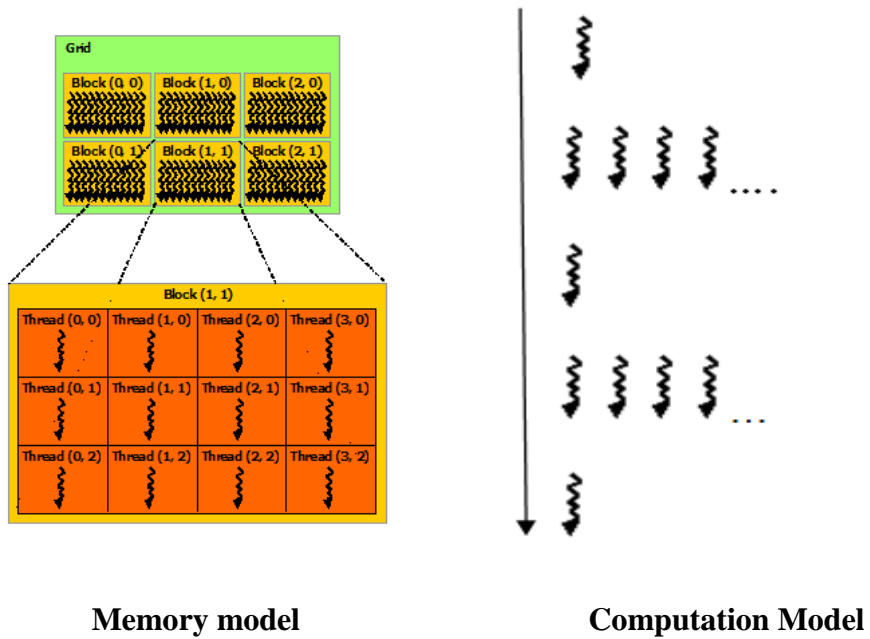 Grid
Block (0, 0) Block (1, 0) Block (2, 0)
Block (0, 1) Block (1, 1) Block (2, 1)
....
Block (1, 1)
Thread (0, 0) Thread (1, 0) Thread (2, 0) Thread (3, 0)
Thread (0, 1) Thread (1, 1) Thread (2, 1) Thread (3, 1)
...
Thread (0, 2) Thread (1, 2) Thread (2, 2) Thread (3, 2)
Memory model Computation Model